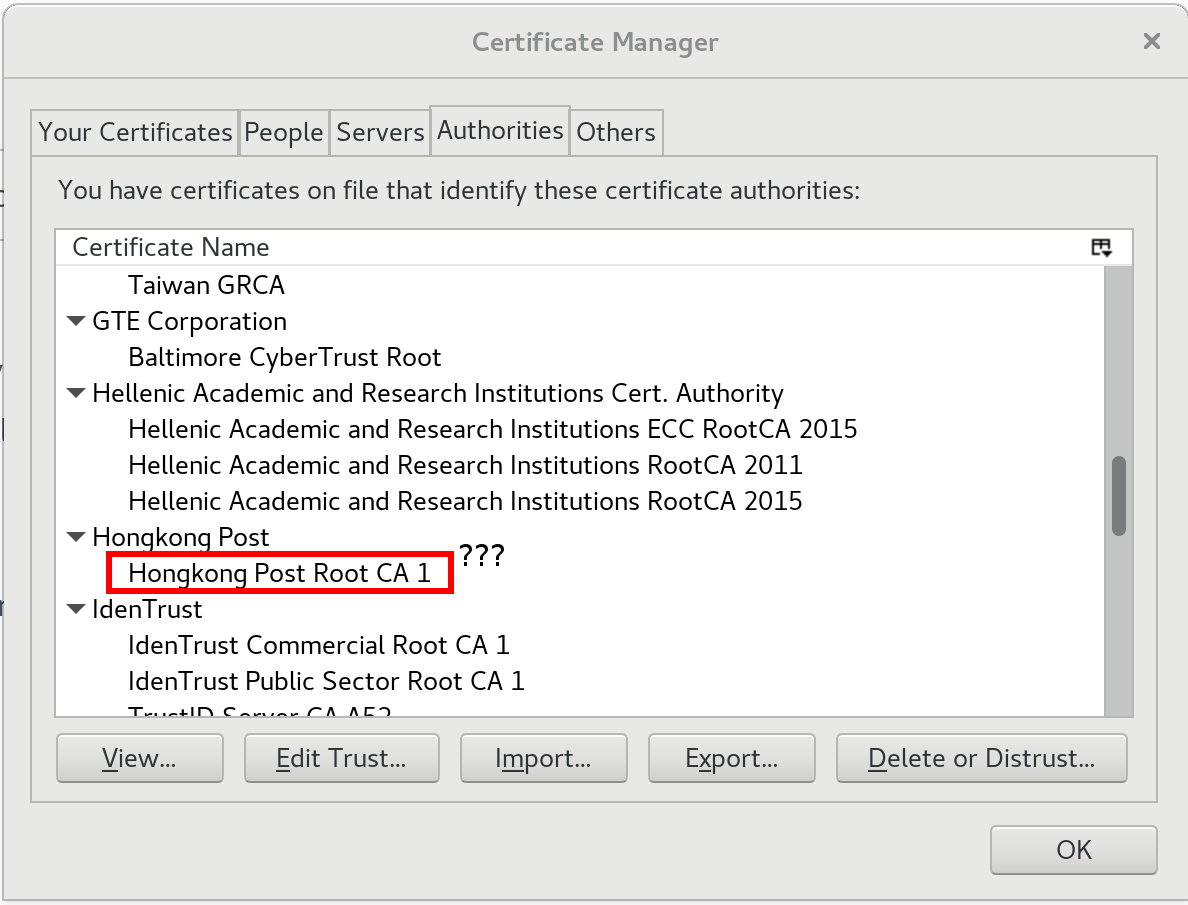 Certificate Manager
Your Certificates People Servers Authorities Others
You have certificates on file that identify these certificate authorities:
Certificate Name
Taiwan GRCA
GTE Corporation
Baltimore CyberTrust Root
Hellenic Academic and Research Institutions Cert. Authority
Hellenic Academic and Research Institutions ECC RootCA 2015
Hellenic Academic and Research Institutions RootCA 2011
Hellenic Academic and Research Institutions RootCA 2015
Hongkong Post
???
Hongkong Post Root CA 1
IdenTrust
IdenTrust Commercial Root CA 1
IdenTrust Public Sector Root CA 1
TrustID Server CA A52
View... Edit Trust... Import... Export... Delete or Distrust...
OK